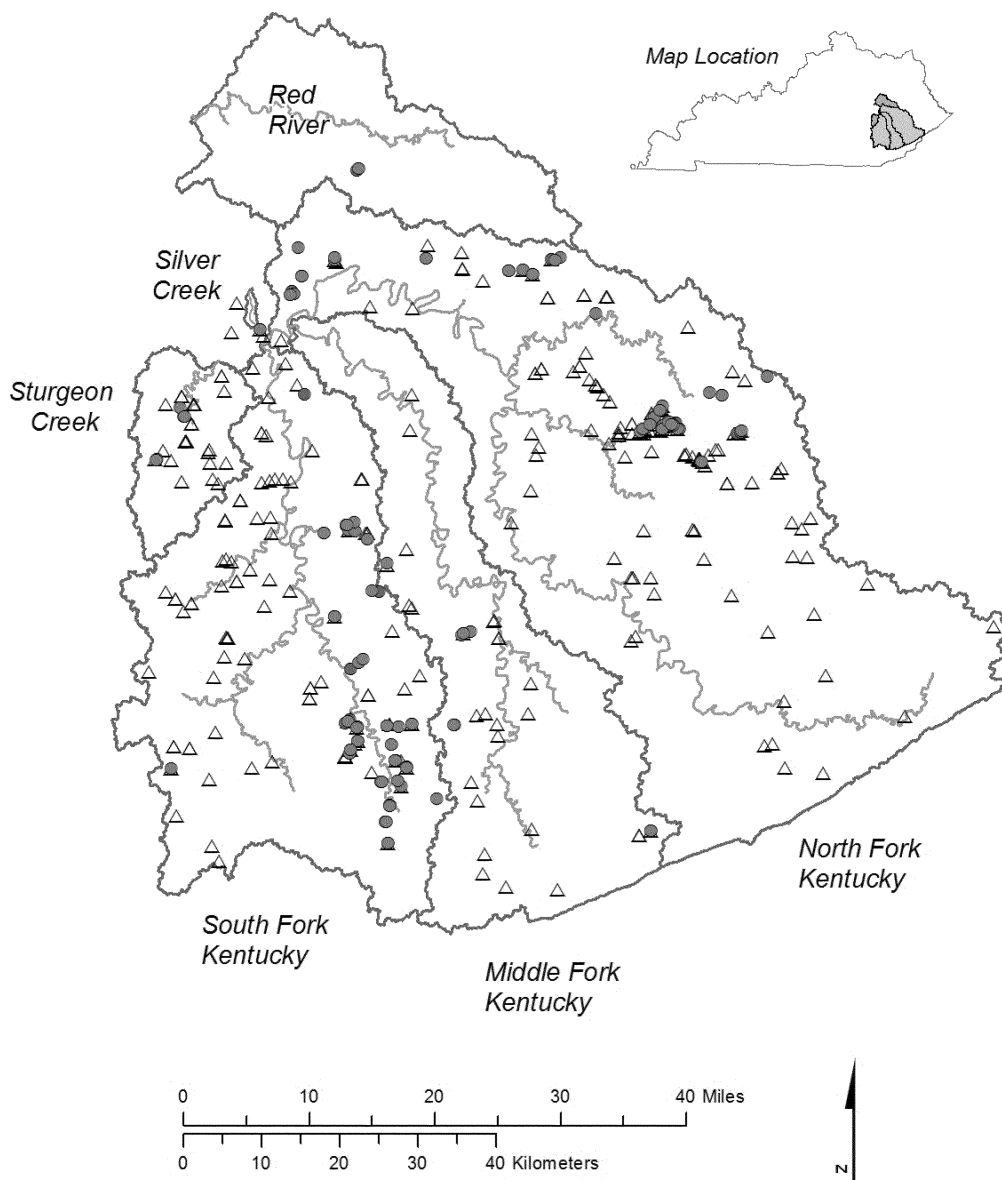 Map Location
Red
River
Silver
Creek
Sturgeon
Creek
North Fork
Kentucky
South Fork
Kentucky
Middle Fork
Kentucky
0 10 20 30 40 Miles
0 10 20 30 40 Kilometers
N